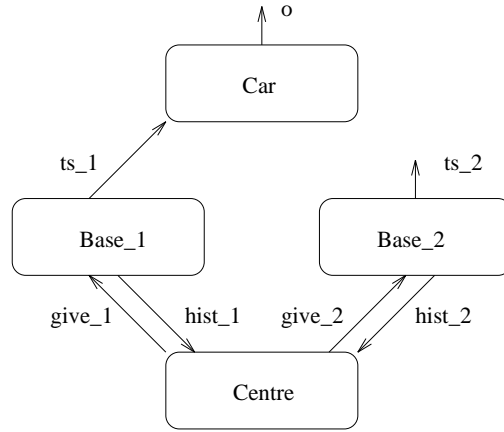 o
Car
ts_1
ts_2
Base_1
Base_2
give_1
hist_1
give_2
hist_2
Centre